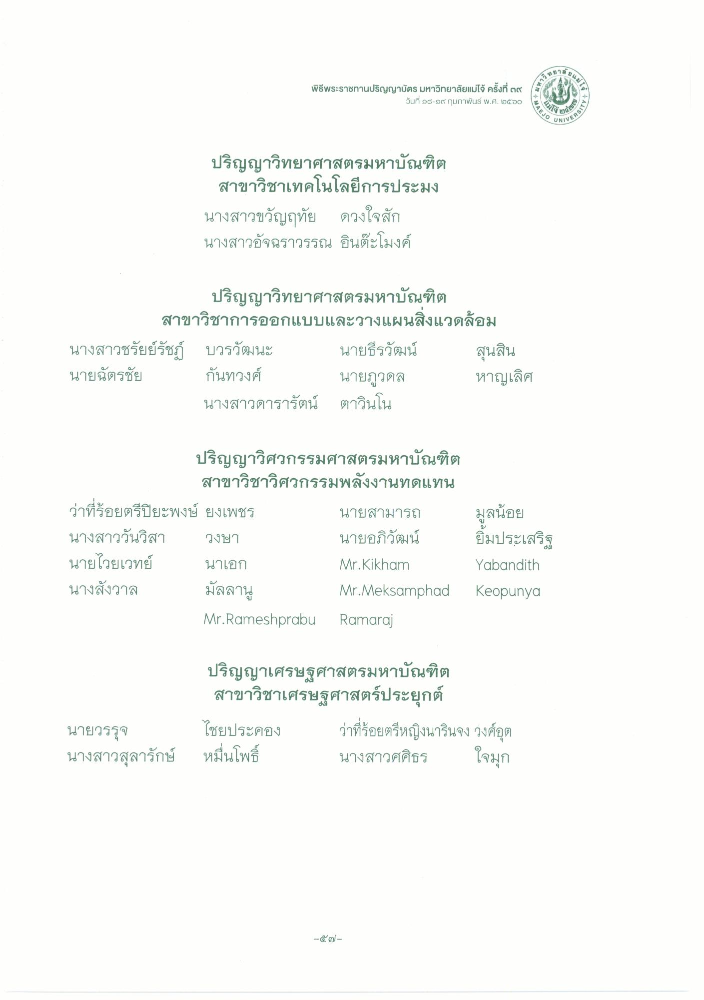 พิธีพระราชทานปริญญาบัตร มหาวิทยาลัยแม่โจ้ ครั้งที่ ๓๙
วันที่ ๑๘-๑๙ กุมภาพันธ์ พ.ศ. ๒๕๖๐
มหาวิทยาลัยแม่โจ้
แม่โจ้ ๒๔๗๗
MAEJO UNIVERSITY
ปริญญาวิทยาศาสตรมหาบัณฑิต
สาขาวิชาเทคโนโลยีการประมง
นางสาวขวัญฤทัย ดวงใจสัก
นางสาวอัจฉราวรรณ อินต๊ะโมงค์
ปริญญาวิทยาศาสตรมหาบัณฑิต
สาขาวิชาการออกแบบและวางแผนสิ่งแวดล้อม
นางสาวชรัยย์รัชฏ์ บวรวัฒนะ นายธีรวัฒน์ สุนสิน
นายฉัตรชัย กันทวงศ์ นายภูวดล หาญเลิศ
นางสาวดารารัตน์ ตาวินโน
ปริญญาวิศวกรรมศาสตรมหาบัณฑิต
สาขาวิชาวิศวกรรมพลังงานทดแทน
ว่าที่ร้อยตรีปิยะพงษ์ ยงเพชร นายสามารถ มูลน้อย
นางสาววันวิสา วงษา นายอภิวัฒน์ ยิ้มประเสริฐ
นายไวยเวทย์ นาเอก Mr.Kikham Yabandith
นางสังวาล มัลลานู Mr.Meksamphad Keopunya
Mr.Rameshprabu Ramaraj
ปริญญาเศรษฐศาสตรมหาบัณฑิต
สาขาวิชาเศรษฐศาสตร์ประยุกต์
นายวรรุจ ไชยประคอง ว่าที่ร้อยตรีหญิงนารินจง วงศ์อุต
นางสาวสุลารักษ์ หมื่นโพธิ์ นางสาวศศิธร ใจมุก
-๕๗-